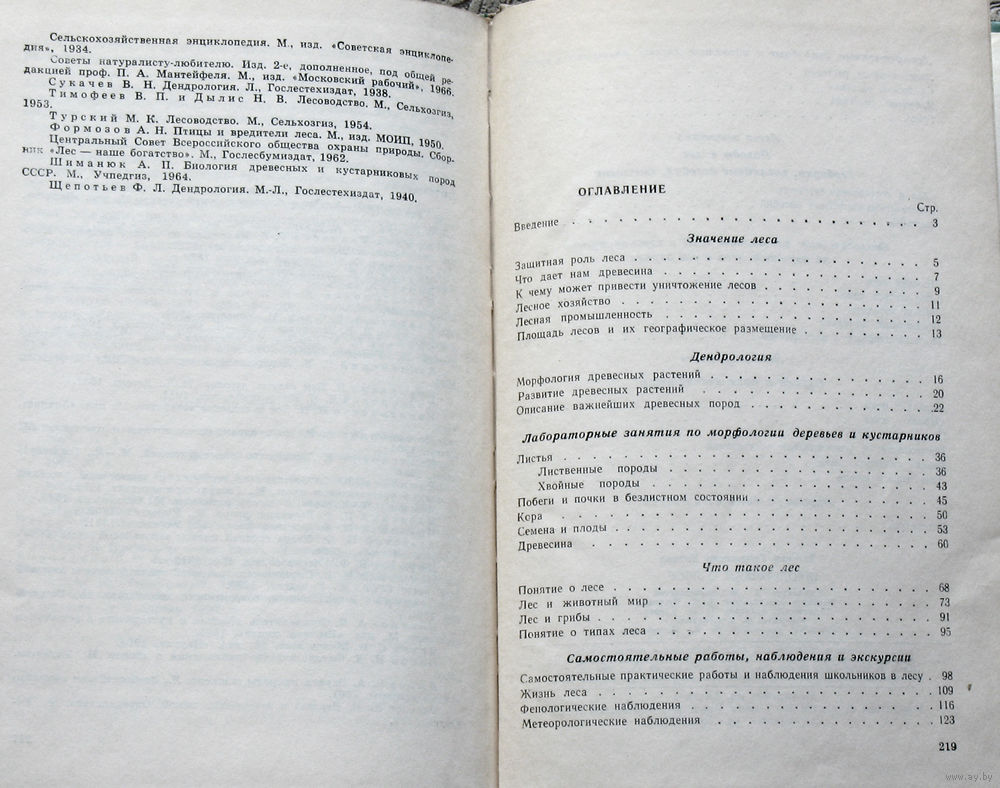 Сельскохозяйственная энциклопедия. М., изд. «Советская энциклопе-
дия», 1934.
Советы натуралисту-любителю. Изд. 2-е, дополненное, под общей ре-
дакцией проф. П. А. Мантейфеля. М., изд. «Московский рабочий», 1966.
Сукачев В. Н. Дендрология. Л., Гослестехиздат, 1938.
Тимофеев В. П. и Дылис Н. В. Лесоводство. М., Сельхозгиз,
1953.
Турский М. К. Лесоводство. М., Сельхозгиз, 1954.
Формозов А. Н. Птицы и вредители леса. М., изд. МОИП, 1950.
Центральный Совет Всероссийского общества охраны природы. Сбор-
ник «Лес — наше богатство». М., Гослесбумиздат, 1962.
Шиманюк А. П. Биология древесных и кустарниковых пород
СССР. М., Учпедгиз, 1964.
Щепотьев Ф. Л. Дендрология. М.-Л., Гослестехиздат, 1940.
ОГЛАВЛЕНИЕ
Стр.
Введение . . . . . . . . . . . . . . . . 3
Значение леса
Защитная роль леса . . . . . . . . . . . . . . 5
Что дает нам древесина . . . . . . . . . . . . . 7
К чему может привести уничтожение лесов . . . . . . . . 9
Лесное хозяйство . . . . . . . . . . . . . . 11
Лесная промышленность . . . . . . . . . . . . . 12
Площадь лесов и их географическое размещение . . . . . . . 13
Дендрология
Морфология древесных растений . . . . . . . . . . . 16
Развитие древесных растений . . . . . . . . . . . 20
Описание важнейших древесных пород . . . . . . . . . . 22
Лабораторные занятия по морфологии деревьев и кустарников
Листья . . . . . . . . . . . . . . . . 36
Лиственные породы . . . . . . . . . . . . . 36
Хвойные породы . . . . . . . . . . . . . 43
Побеги и почки в безлистном состоянии . . . . . . . . . 45
Кора . . . . . . . . . . . . . . . . 50
Семена и плоды . . . . . . . . . . . . . . 53
Древесина . . . . . . . . . . . . . . . 60
Что такое лес
Понятие о лесе . . . . . . . . . . . . . . 68
Лес и животный мир . . . . . . . . . . . . . 73
Лес и грибы . . . . . . . . . . . . . . . 91
Понятие о типах леса . . . . . . . . . . . . . 95
Самостоятельные работы, наблюдения и экскурсии
Самостоятельные практические работы и наблюдения школьников в лесу . 98
Жизнь леса . . . . . . . . . . . . . . . 109
Фенологические наблюдения . . . . . . . . . . . 116
Метеорологические наблюдения . . . . . . . . . . . 123
219
www.ay.by